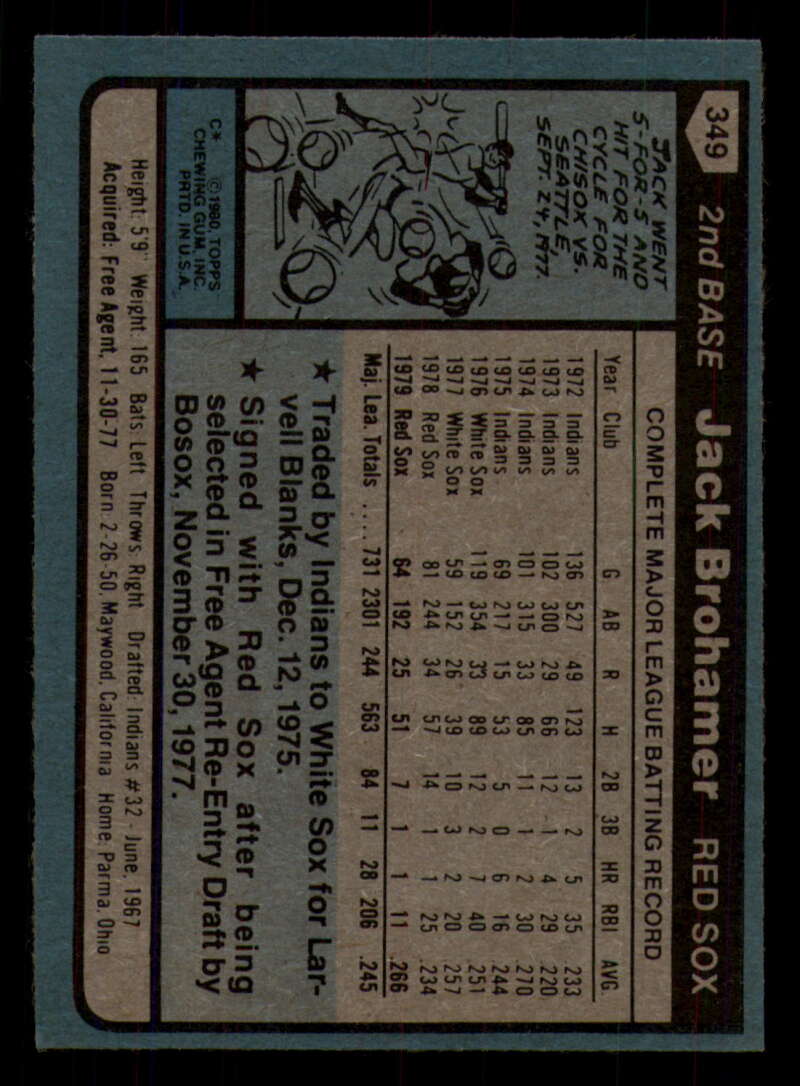 349 2nd BASE Jack Brohamer RED SOX
JACK WENT
5-FOR-5 AND
HIT FOR THE
CYCLE FOR
CHISOX VS.
SEATTLE,
SEPT. 24, 1977.
C* © 1980, TOPPS
CHEWING GUM, INC.
PRTD. IN U.S.A.
COMPLETE MAJOR LEAGUE BATTING RECORD
Year Club G AB R H 2B 3B HR RBI AVG.
1972 Indians 136 527 49 123 13 2 5 35 .233
1973 Indians 102 300 29 66 12 1 4 29 .220
1974 Indians 101 315 33 85 11 1 2 30 .270
1975 Indians 69 217 15 53 5 0 6 16 .244
1976 White Sox 119 354 33 89 12 2 7 40 .251
1977 White Sox 59 152 26 39 10 3 2 20 .257
1978 Red Sox 81 244 34 57 14 1 1 25 .234
1979 Red Sox 64 192 25 51 7 1 1 11 .266
Maj. Lea. Totals .... 731 2301 244 563 84 11 28 206 .245
★ Traded by Indians to White Sox for Lar-
vell Blanks, Dec. 12, 1975.
★ Signed with Red Sox after being
selected in Free Agent Re-Entry Draft by
Bosox, November 30, 1977.
Height: 5'9" Weight: 165 Bats: Left Throws: Right Drafted: Indians #32 - June, 1967
Acquired: Free Agent, 11-30-77 Born: 2-26-50, Maywood, California Home: Parma, Ohio